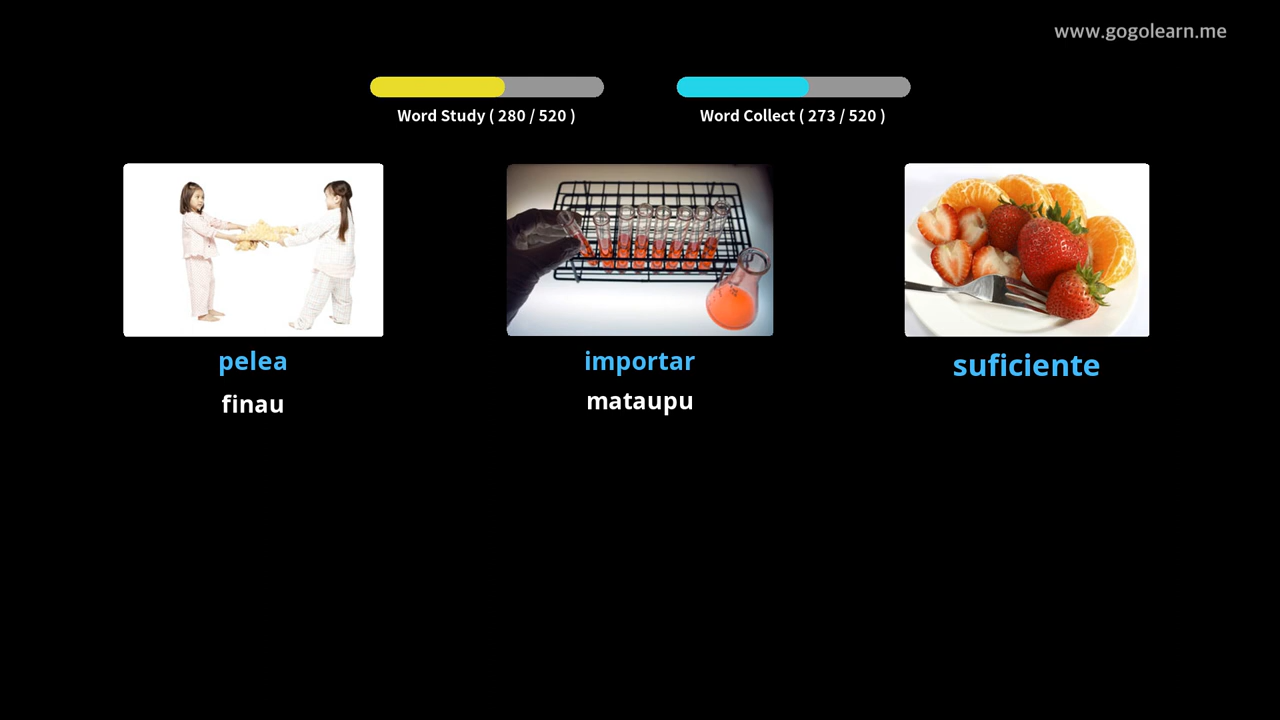 www.gogolearn.me
Word Study ( 280 / 520 )
Word Collect ( 273 / 520 )
pelea
importar
suficiente
finau
mataupu